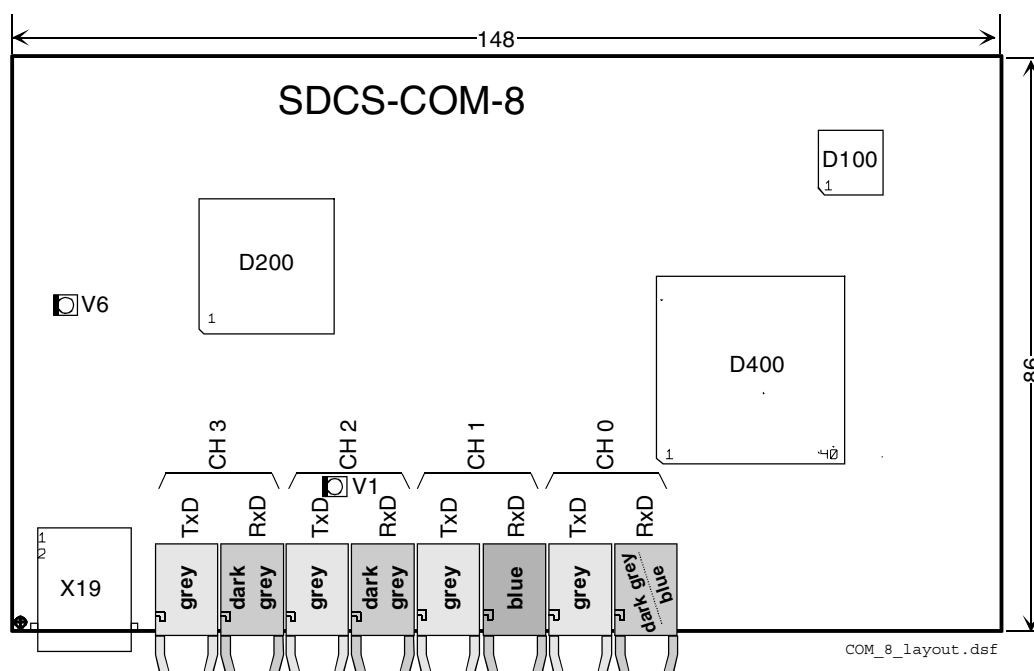 148
SDCS-COM-8
D100
1
D200
1
V6
86
D400
1
40
CH 3
CH 2
CH 1
CH 0
V1
TxD
RxD
TxD
RxD
TxD
RxD
TxD
RxD
1
2
X19
grey
dark
grey
grey
dark
grey
grey
blue
grey
dark grey
blue
COM_8_layout.dsf